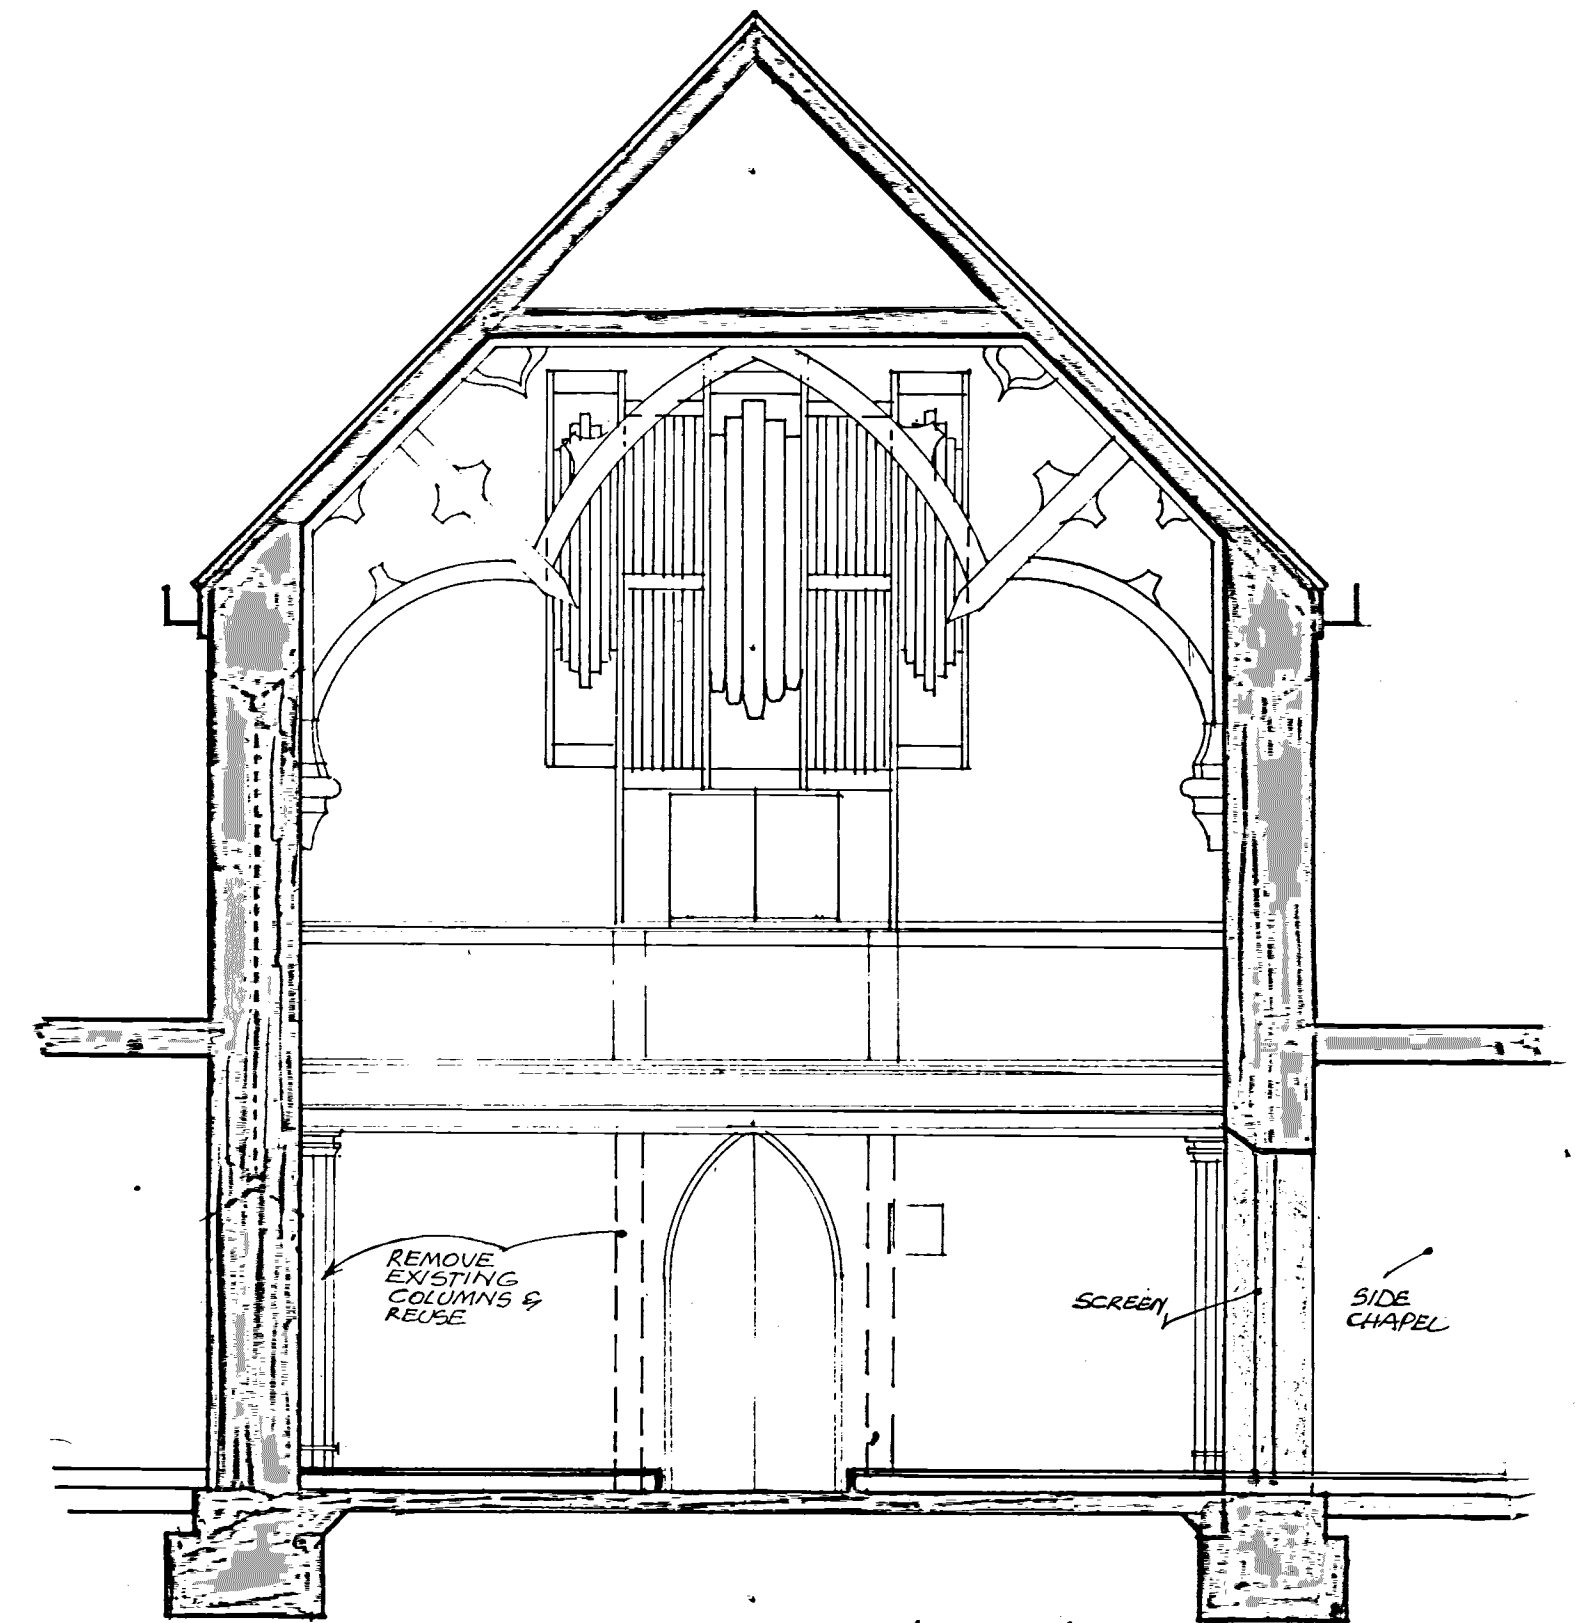 REMOVE
EXISTING
COLUMNS &
REUSE
SCREEN
SIDE
CHAPEL